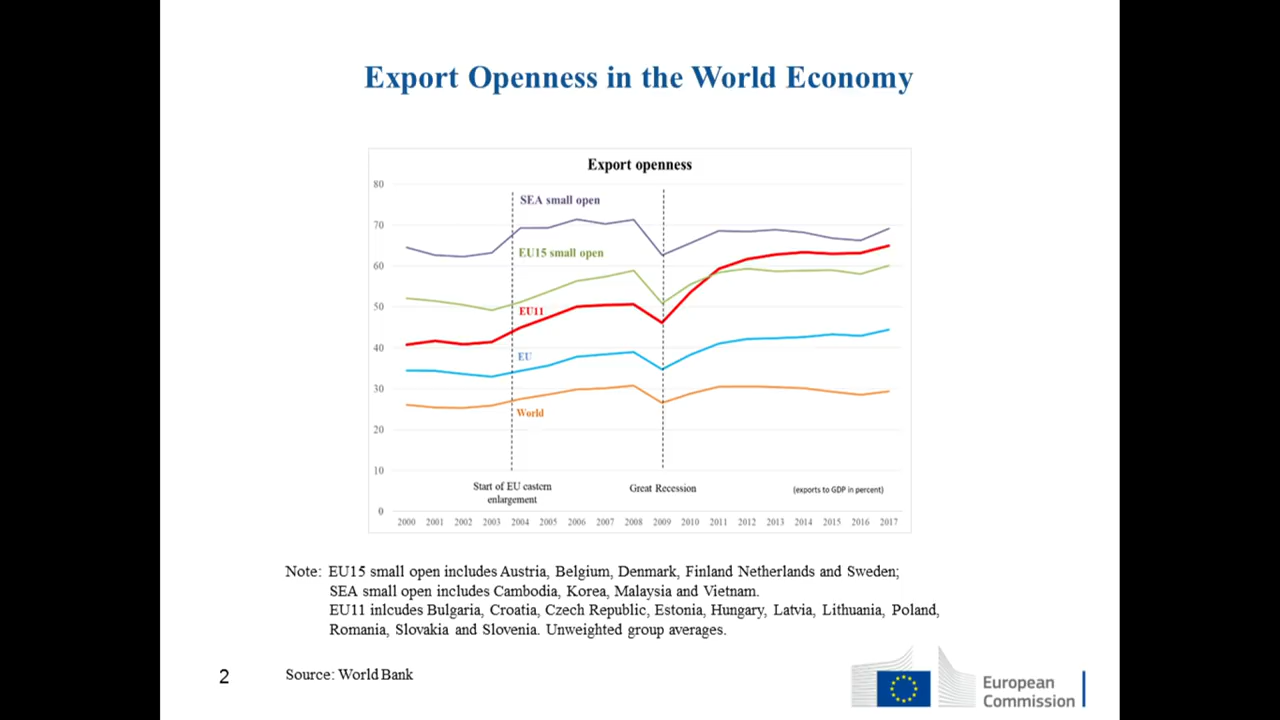 Export Openness in the World Economy
Export openness
80
70
60
50
40
30
20
10
0
SEA small open
EU15 small open
EU11
EU
World
Start of EU eastern
enlargement
Great Recession
(exports to GDP in percent)
2000 2001 2002 2003 2004 2005 2006 2007 2008 2009 2010 2011 2012 2013 2014 2015 2016 2017
Note: EU15 small open includes Austria, Belgium, Denmark, Finland Netherlands and Sweden;
SEA small open includes Cambodia, Korea, Malaysia and Vietnam.
EU11 inlcudes Bulgaria, Croatia, Czech Republic, Estonia, Hungary, Latvia, Lithuania, Poland,
Romania, Slovakia and Slovenia. Unweighted group averages.
2
Source: World Bank
European
Commission